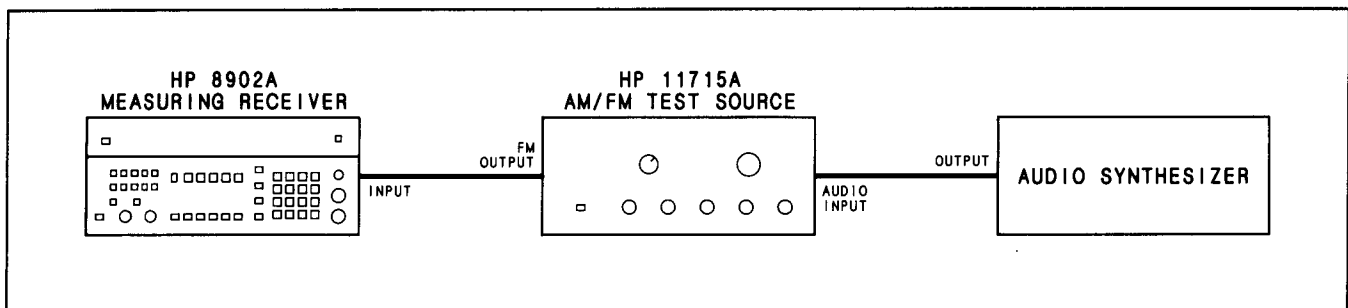 HP 8902A
MEASURING RECEIVER
HP 11715A
AM/FM TEST SOURCE
FM
OUTPUT
INPUT
AUDIO
INPUT
OUTPUT
AUDIO SYNTHESIZER